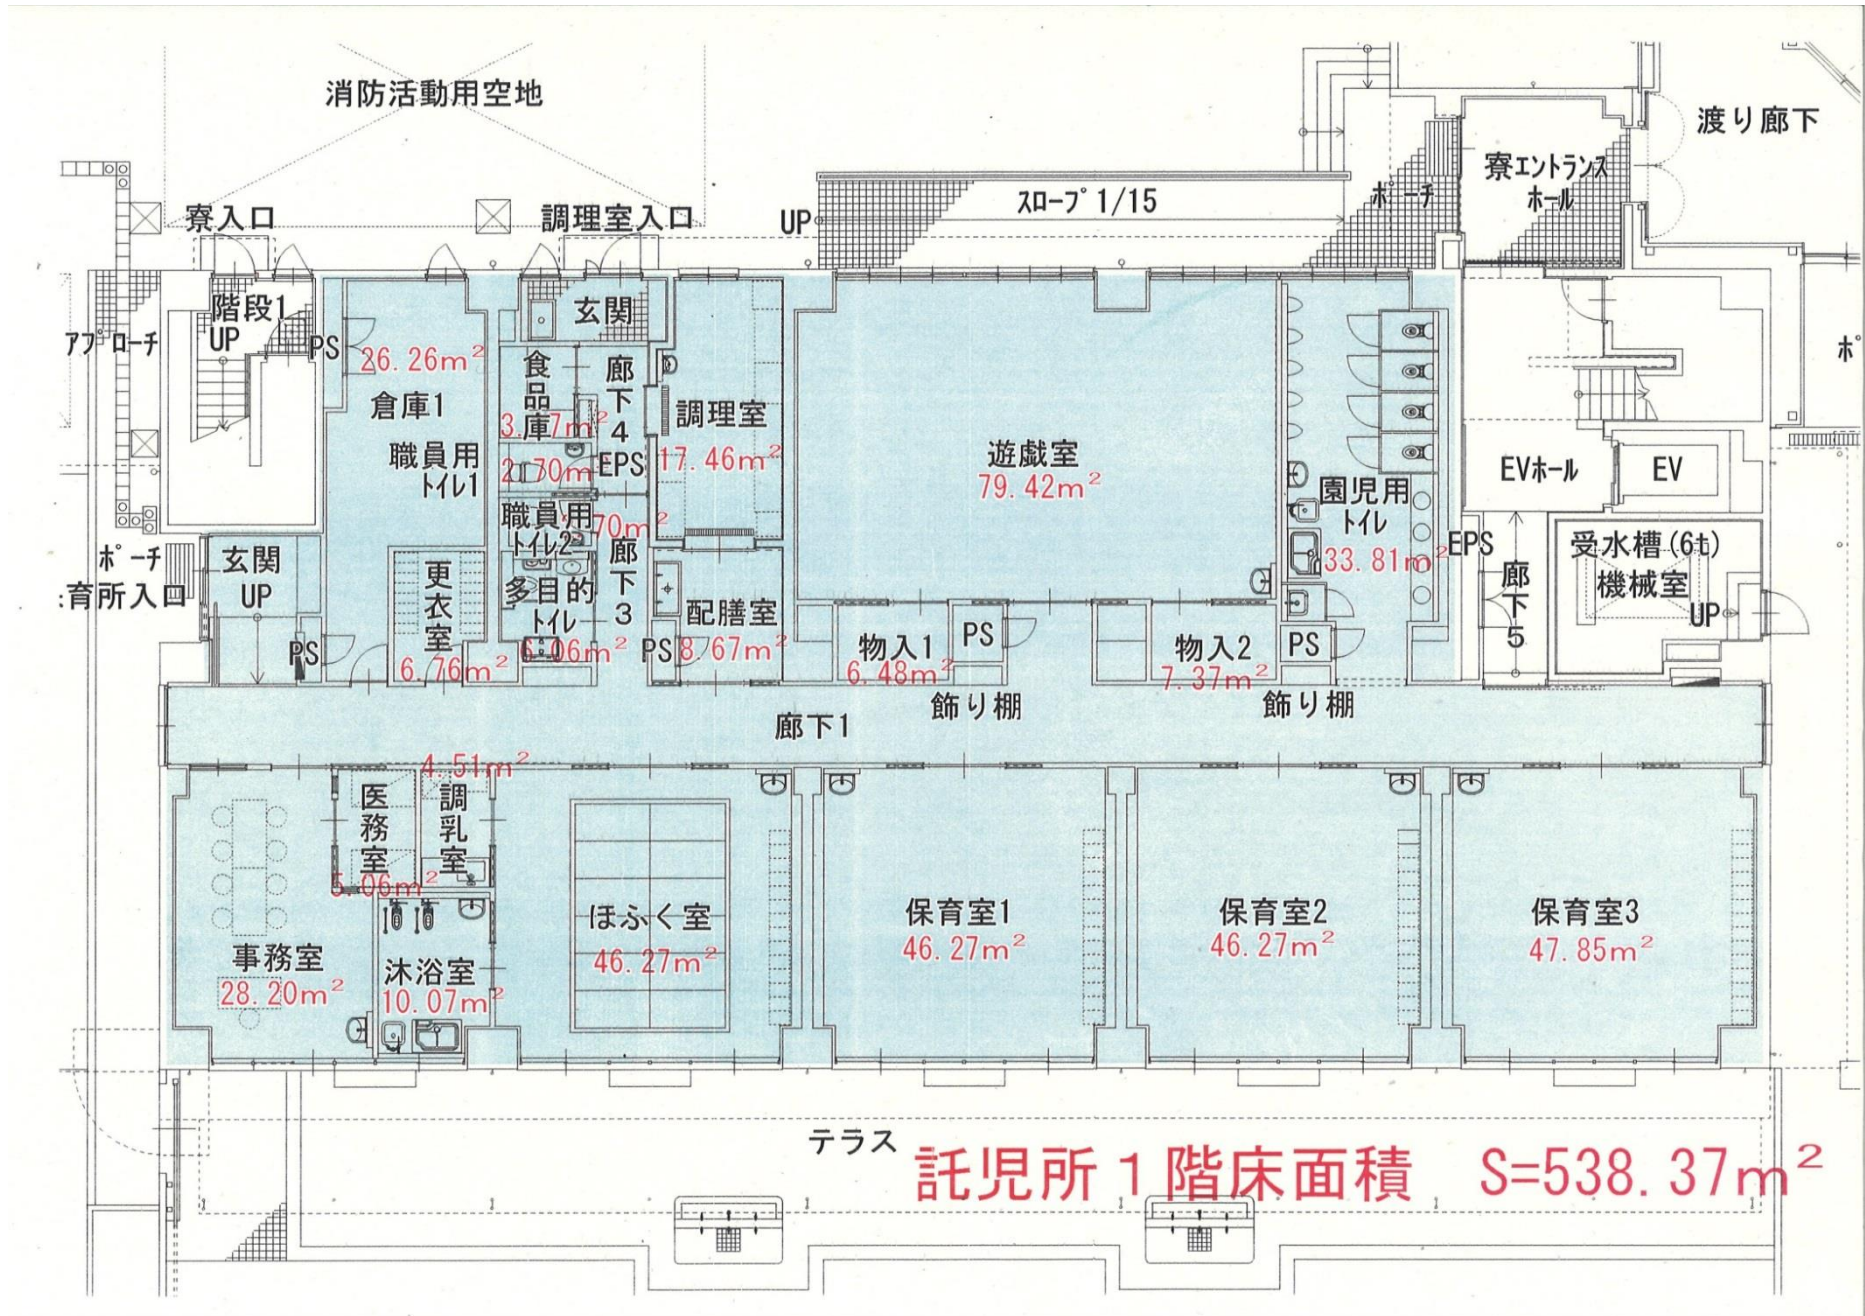 消防活動用空地
渡り廊下
寮エントランス
ホール
ポーチ
スロープ 1/15
UP
寮入口
調理室入口
階段1
UP
アプローチ
PS
26.26m²
倉庫1
玄関
食品庫
廊下4
調理室
17.46m²
職員用
トイレ1
2.70m²
EPS
遊戯室
79.42m²
園児用
トイレ
33.81m²
EVホール
EV
EPS
受水槽(6t)
機械室
UP
廊下5
職員用
トイレ2
廊下3
ポーチ
育所入口
玄関
UP
PS
更衣室
6.76m²
多目的
トイレ
6.06m²
PS
配膳室
8.67m²
物入1
6.48m²
PS
物入2
7.37m²
PS
飾り棚
飾り棚
廊下1
4.51m²
医務室
調乳室
5.06m²
事務室
28.20m²
沐浴室
10.07m²
ほふく室
46.27m²
保育室1
46.27m²
保育室2
46.27m²
保育室3
47.85m²
テラス
託児所1階床面積 S=538.37m²